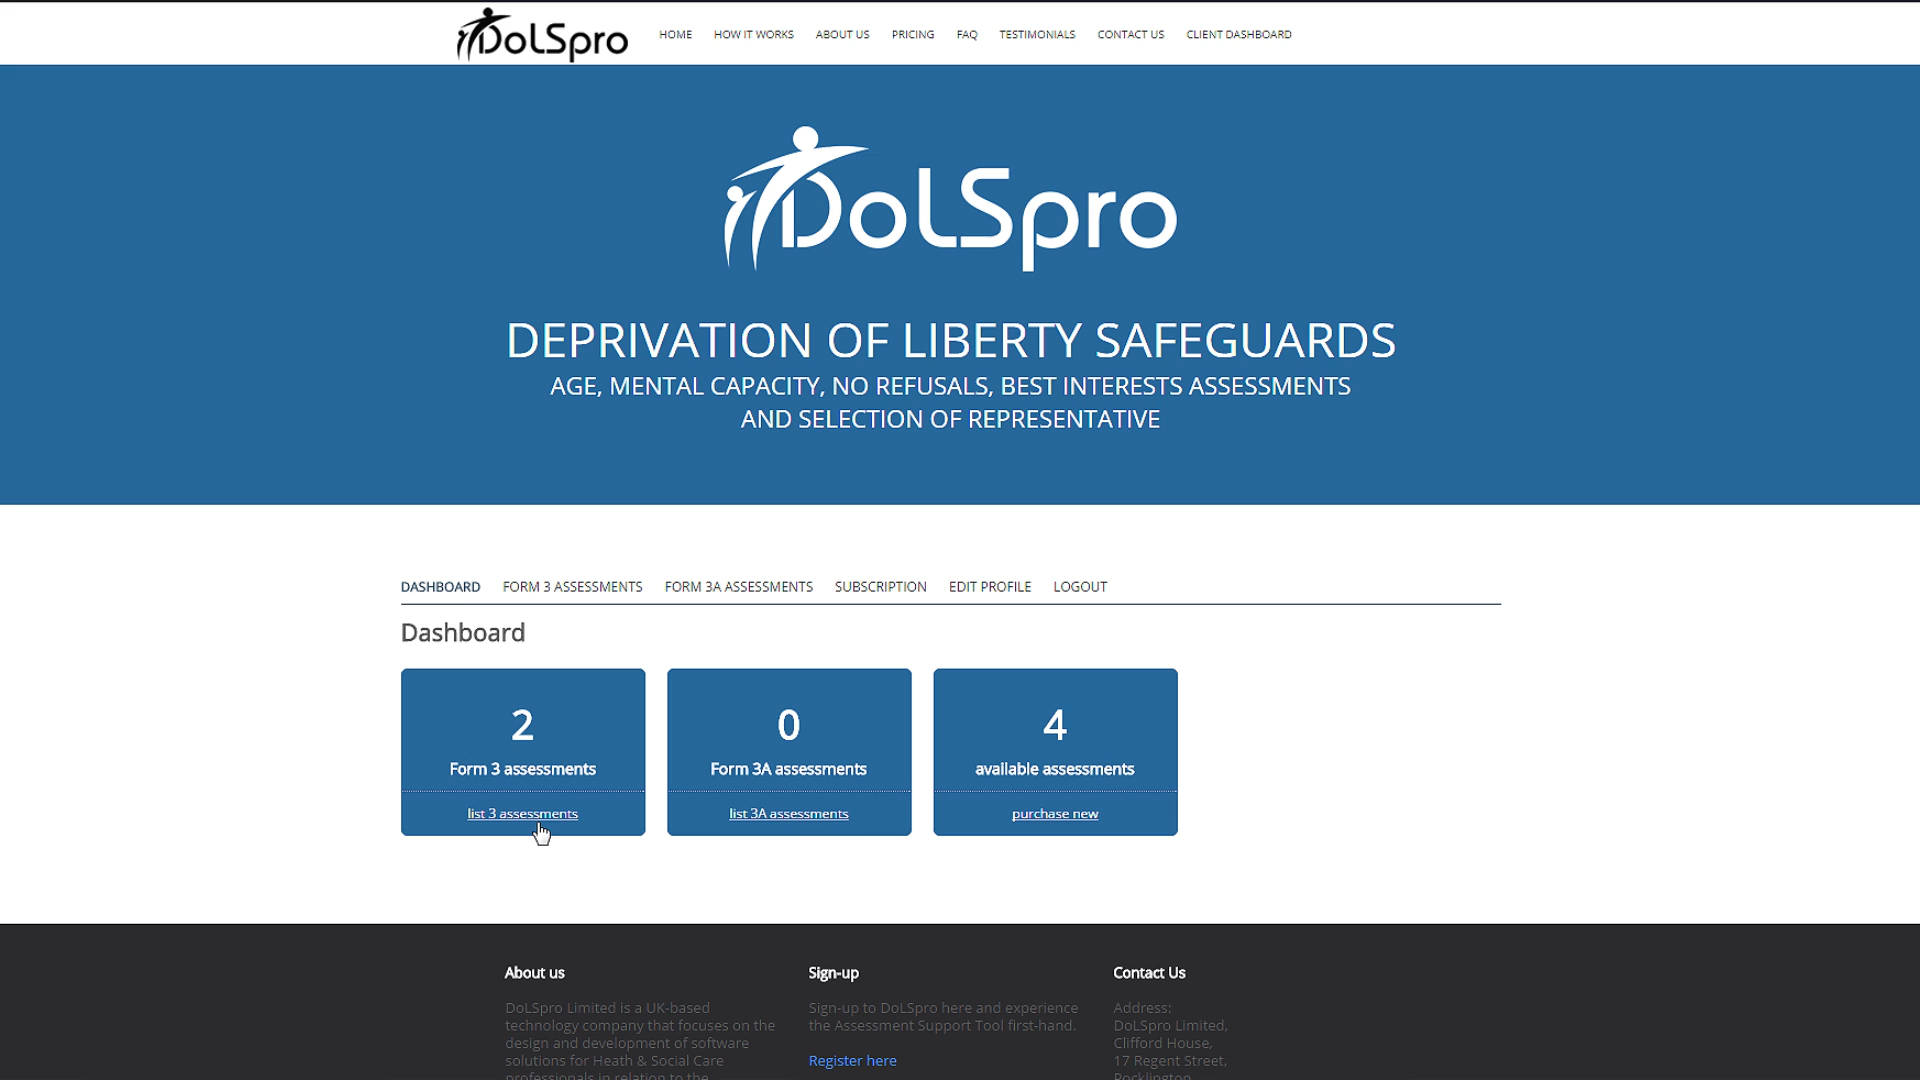 DoLSpro
HOME HOW IT WORKS ABOUT US PRICING FAQ TESTIMONIALS CONTACT US CLIENT DASHBOARD
DoLSpro
DEPRIVATION OF LIBERTY SAFEGUARDS
AGE, MENTAL CAPACITY, NO REFUSALS, BEST INTERESTS ASSESSMENTS
AND SELECTION OF REPRESENTATIVE
DASHBOARD FORM 3 ASSESSMENTS FORM 3A ASSESSMENTS SUBSCRIPTION EDIT PROFILE LOGOUT
Dashboard
2
Form 3 assessments
list 3 assessments
0
Form 3A assessments
list 3A assessments
4
available assessments
purchase new
About us
DoLSpro Limited is a UK-based
technology company that focuses on the
design and development of software
solutions for Heath & Social Care
professionals in relation to the
Sign-up
Sign-up to DoLSpro here and experience
the Assessment Support Tool first-hand.
Register here
Contact Us
Address:
DoLSpro Limited,
Clifford House,
17 Regent Street,
Pocklington